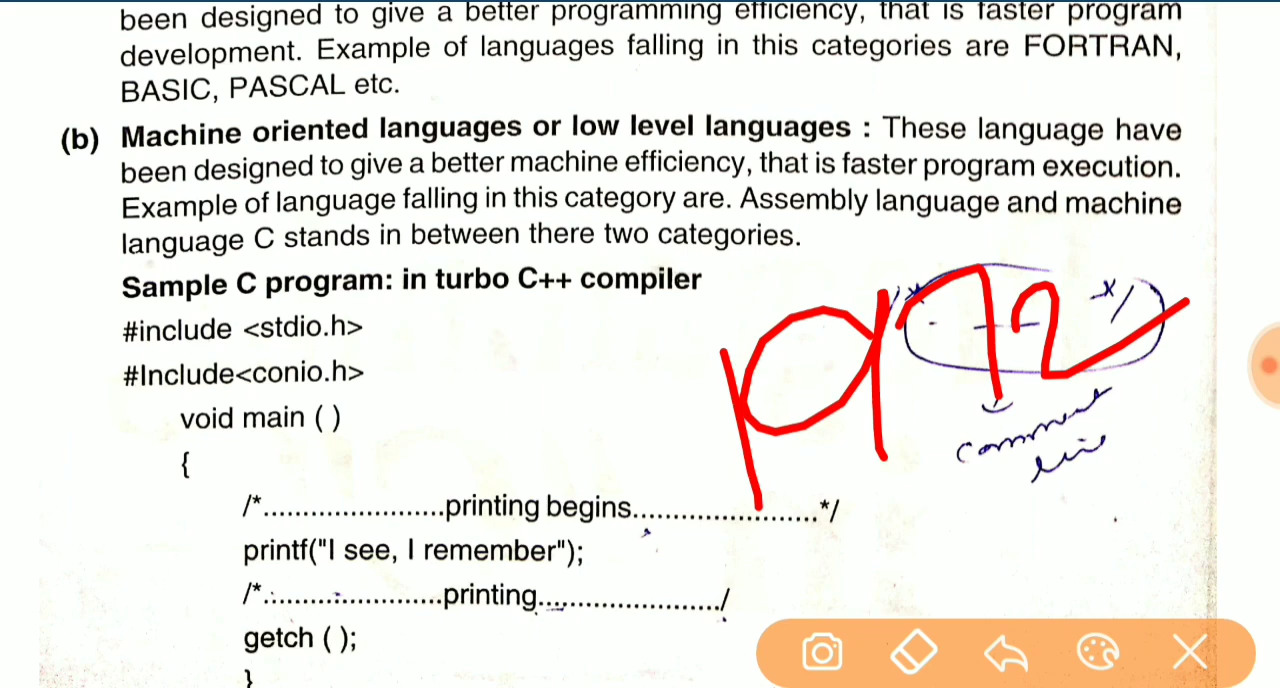 been designed to give a better programming efficiency, that is faster program
development. Example of languages falling in this categories are FORTRAN,
BASIC, PASCAL etc.
(b) Machine oriented languages or low level languages : These language have
been designed to give a better machine efficiency, that is faster program execution.
Example of language falling in this category are. Assembly language and machine
language C stands in between there two categories.
Sample C program: in turbo C++ compiler
#include <stdio.h>
#Include<conio.h>
void main ( )
{
/*.......................printing begins........................*/
printf("I see, I remember");
/*.......................printing......................./
getch ( );
}
/* - - - */
comment